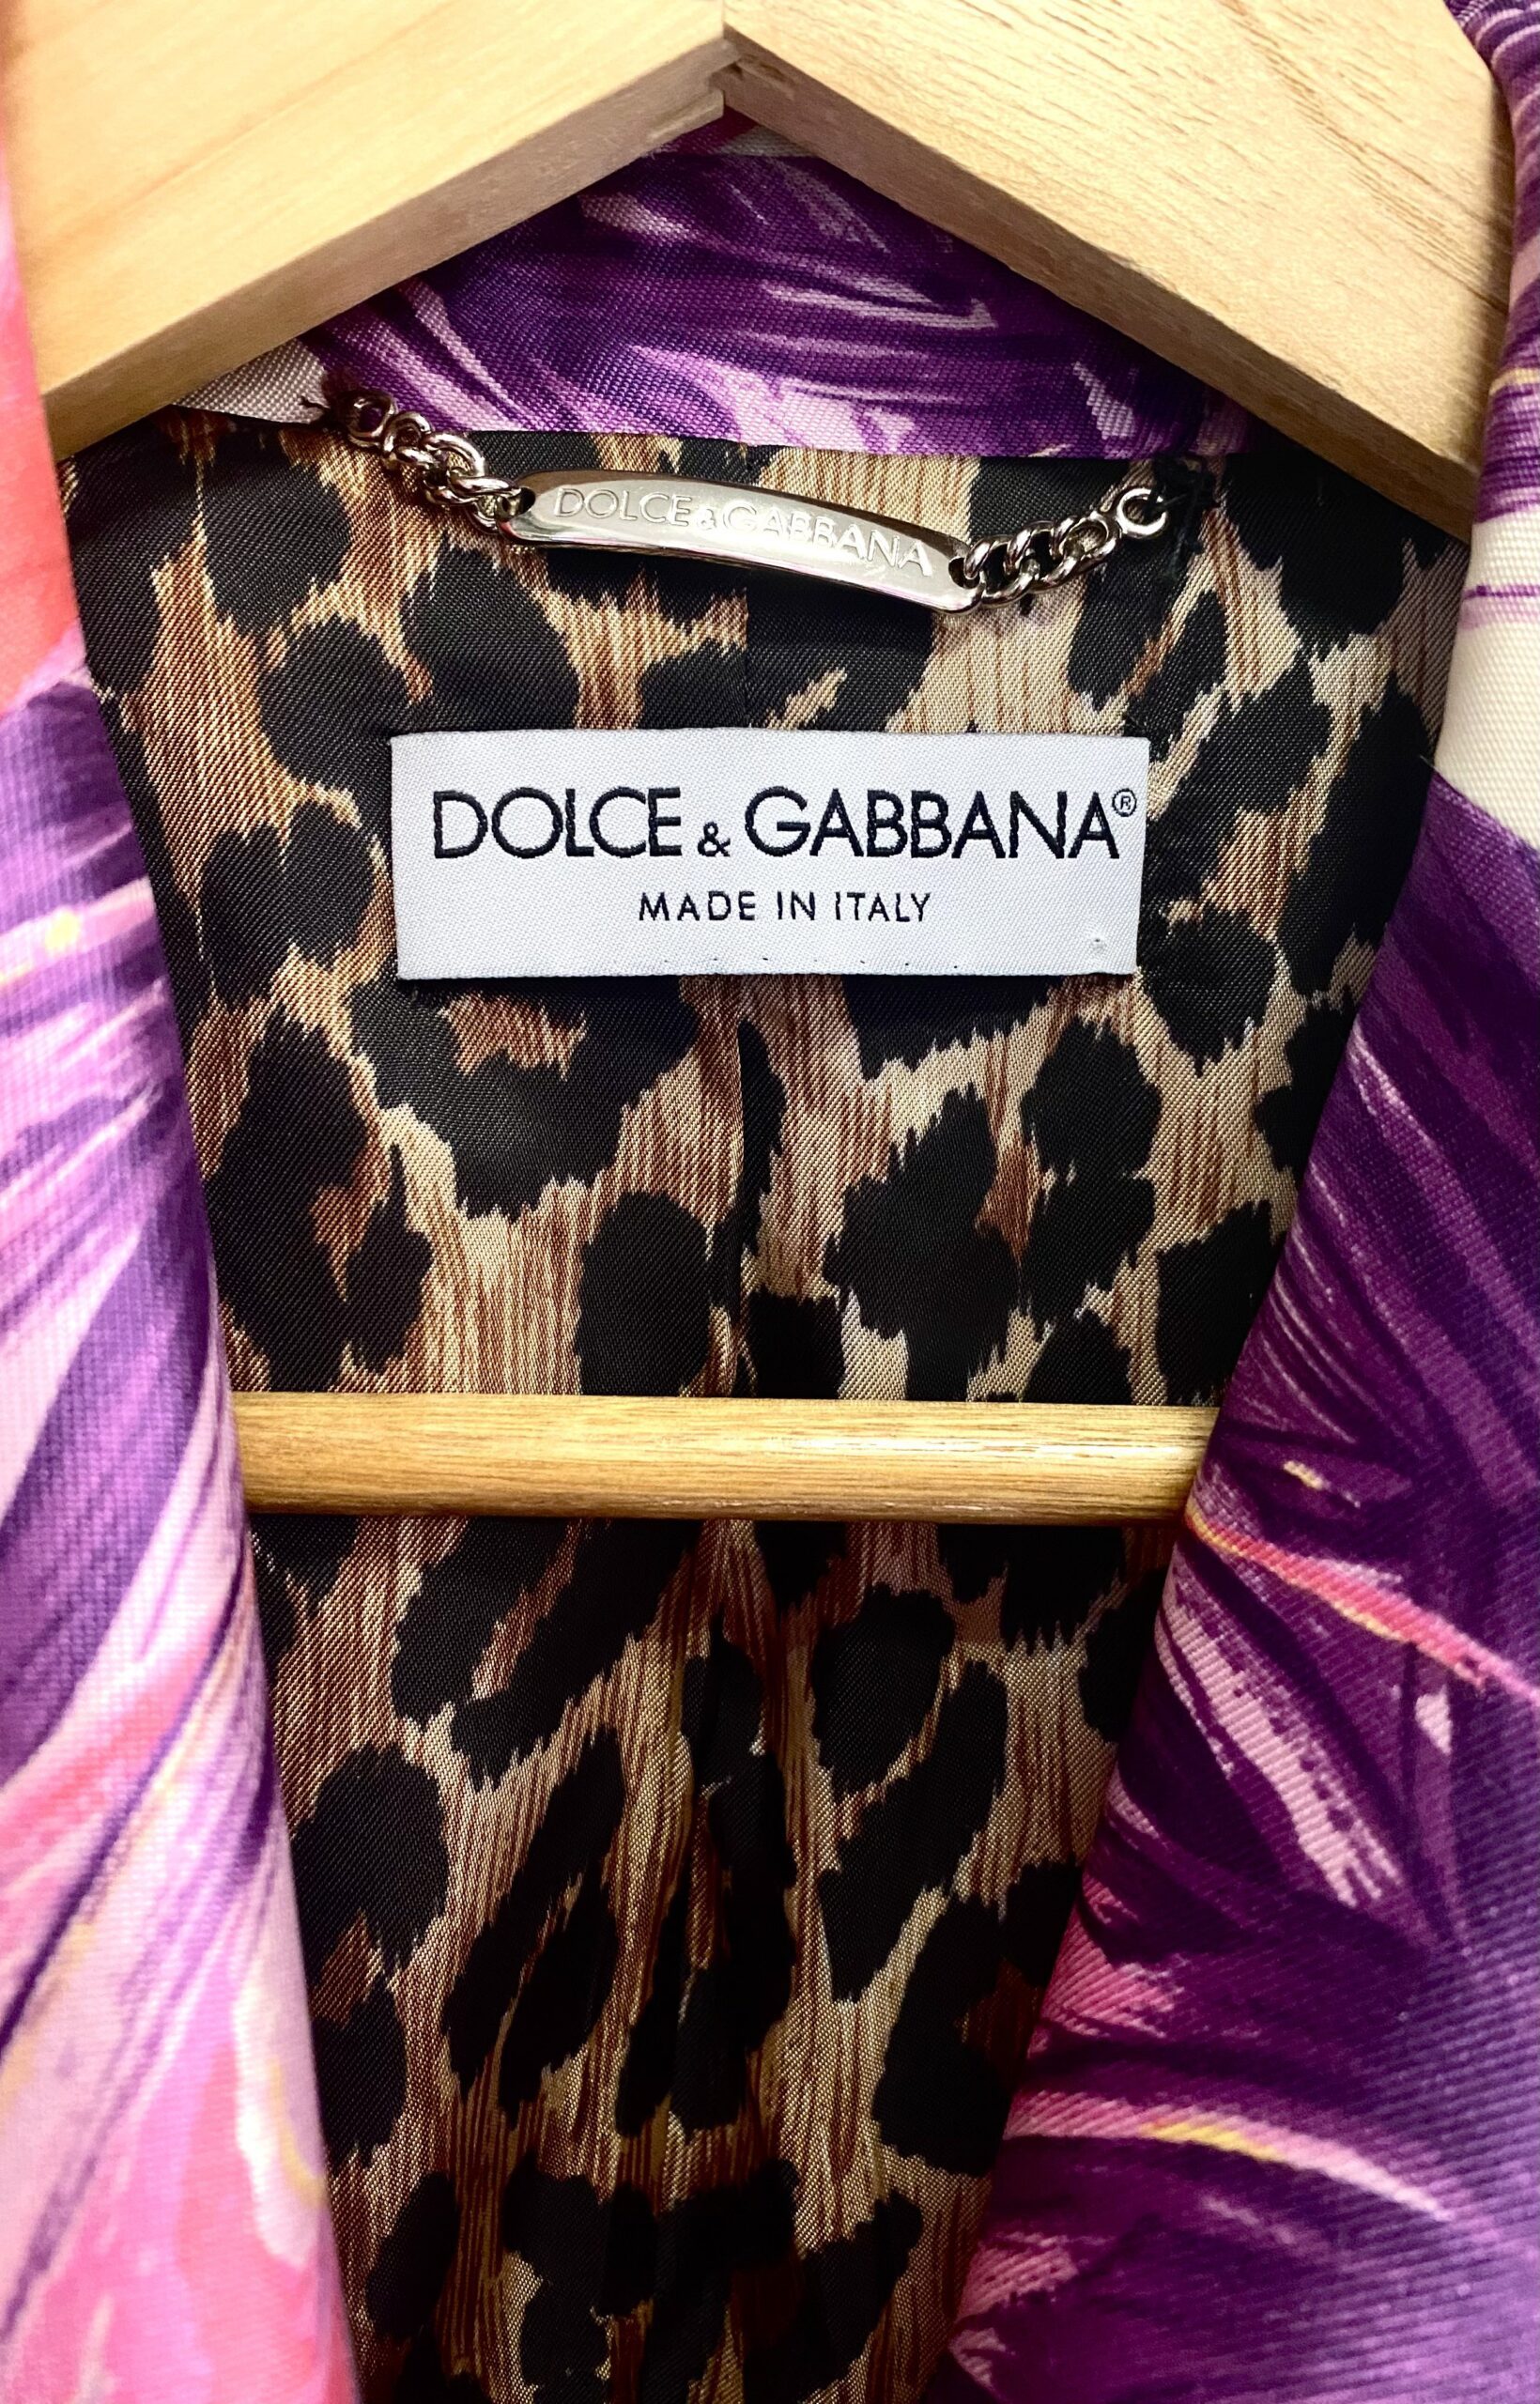 DOLCE & GABBANA
DOLCE & GABBANA®
MADE IN ITALY